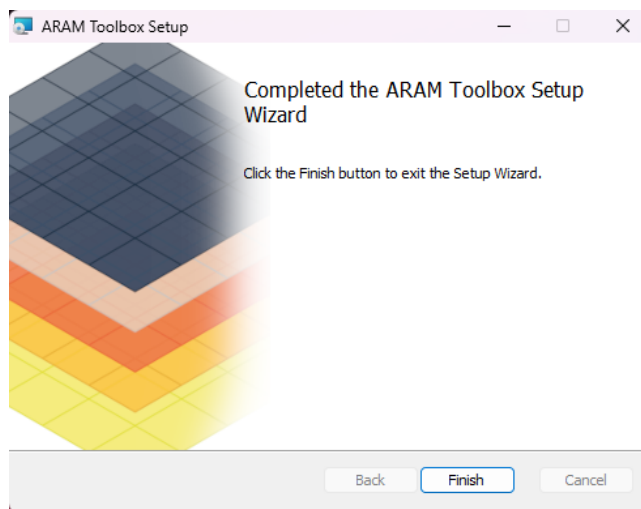 ARAM Toolbox Setup
Completed the ARAM Toolbox Setup
Wizard
Click the Finish button to exit the Setup Wizard.
Back
Finish
Cancel